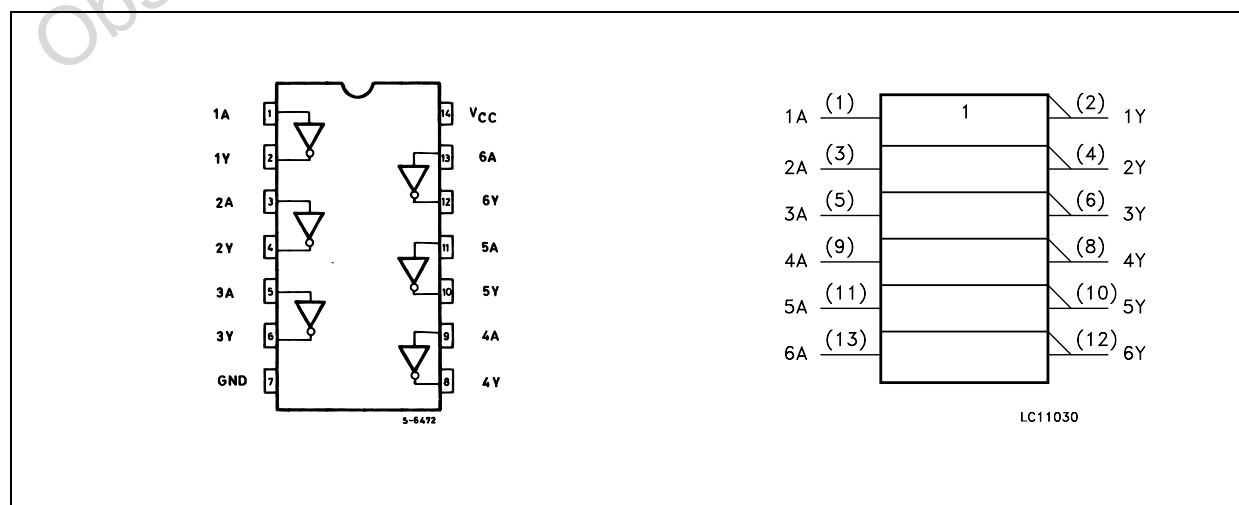 Obs
1A 1 14 VCC
1Y 2 13 6A
2A 3 12 6Y
2Y 4 11 5A
3A 5 10 5Y
3Y 6 9 4A
GND 7 8 4Y
S-6472
1A (1) 1 (2) 1Y
2A (3) (4) 2Y
3A (5) (6) 3Y
4A (9) (8) 4Y
5A (11) (10) 5Y
6A (13) (12) 6Y
LC11030